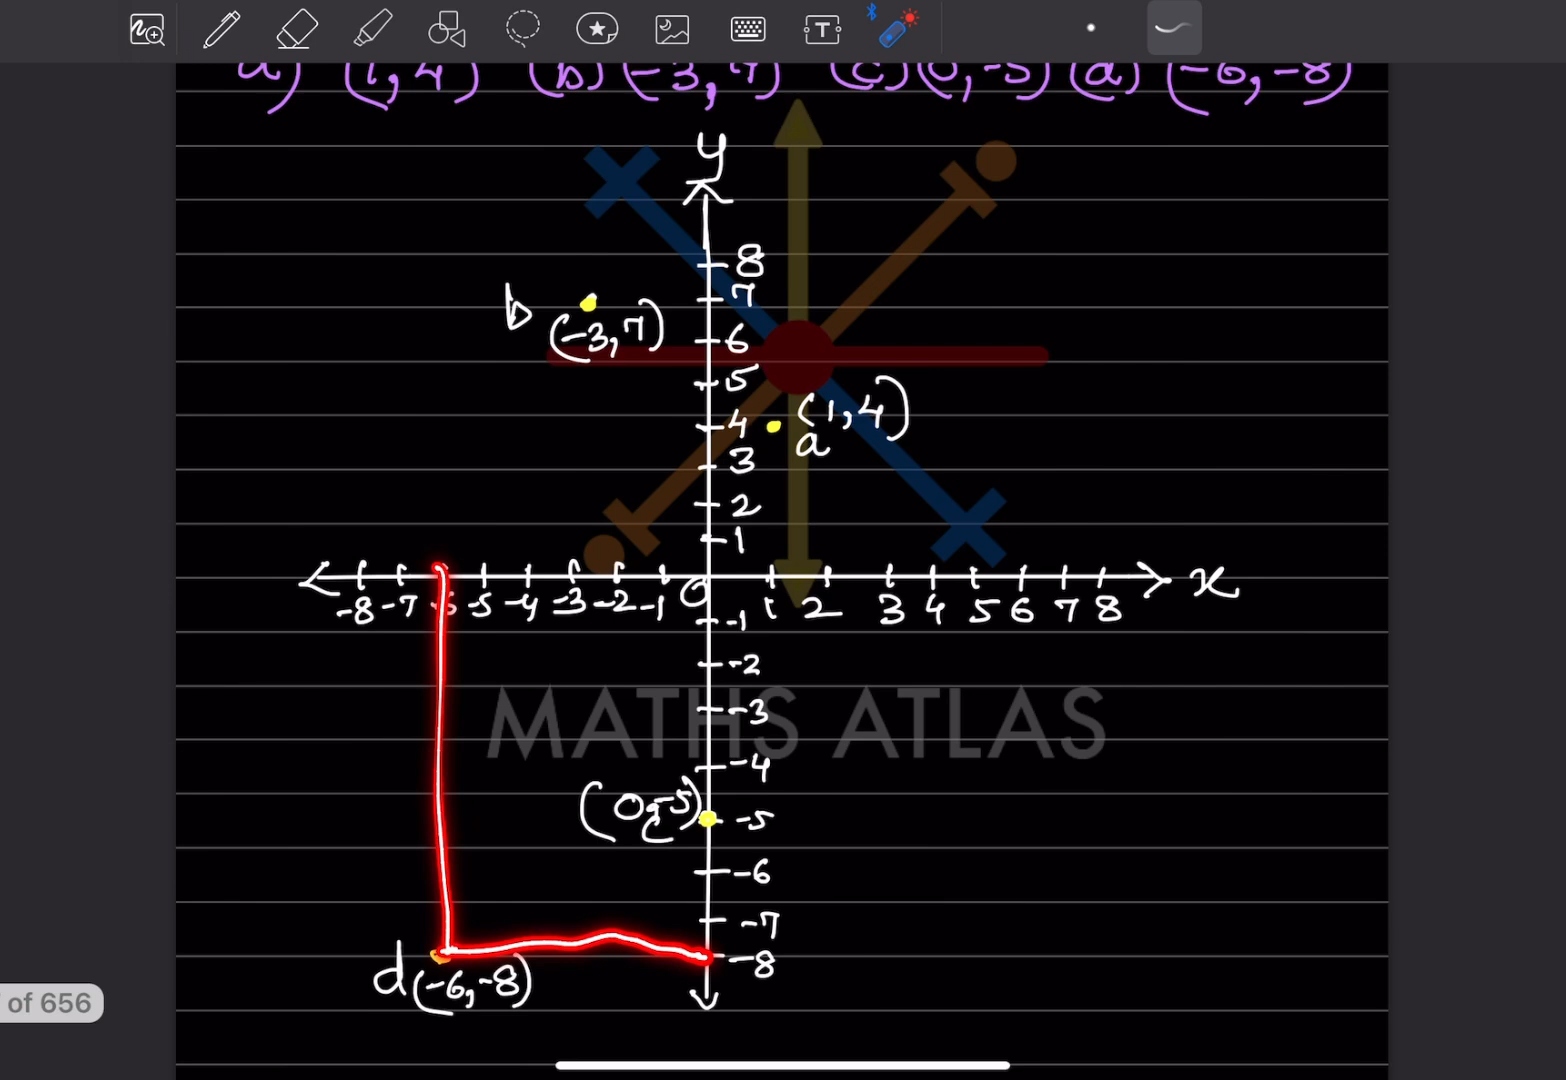 a) (1,4) (b) (-3,7) (c) (0,-5) (d) (-6,-8)
y
8
7
b
(-3,7)
6
5
(1,4)
4
a
3
2
1
-8 -7 -6 -5 -4 -3 -2 -1 0 1 2 3 4 5 6 7 8 x
-1
-2
-3
MATHS ATLAS
-4
(0,-5)
c
-5
-6
-7
-8
d (-6,-8)
of 656
T